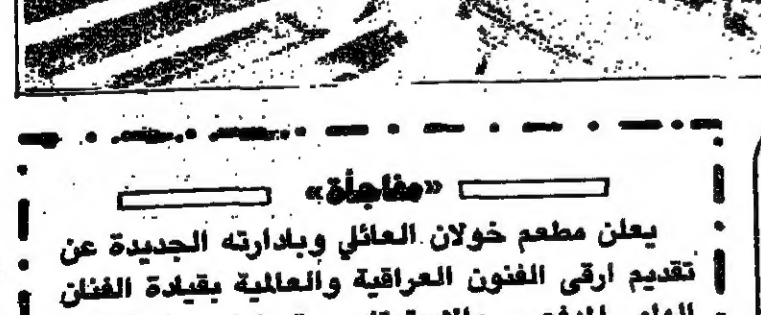 «مفاجأة»
يعلن مطعم خولان العائلي وبادارته الجديدة عن
تقديم ارقى الفنون العراقية والعالمية بقيادة الفنان